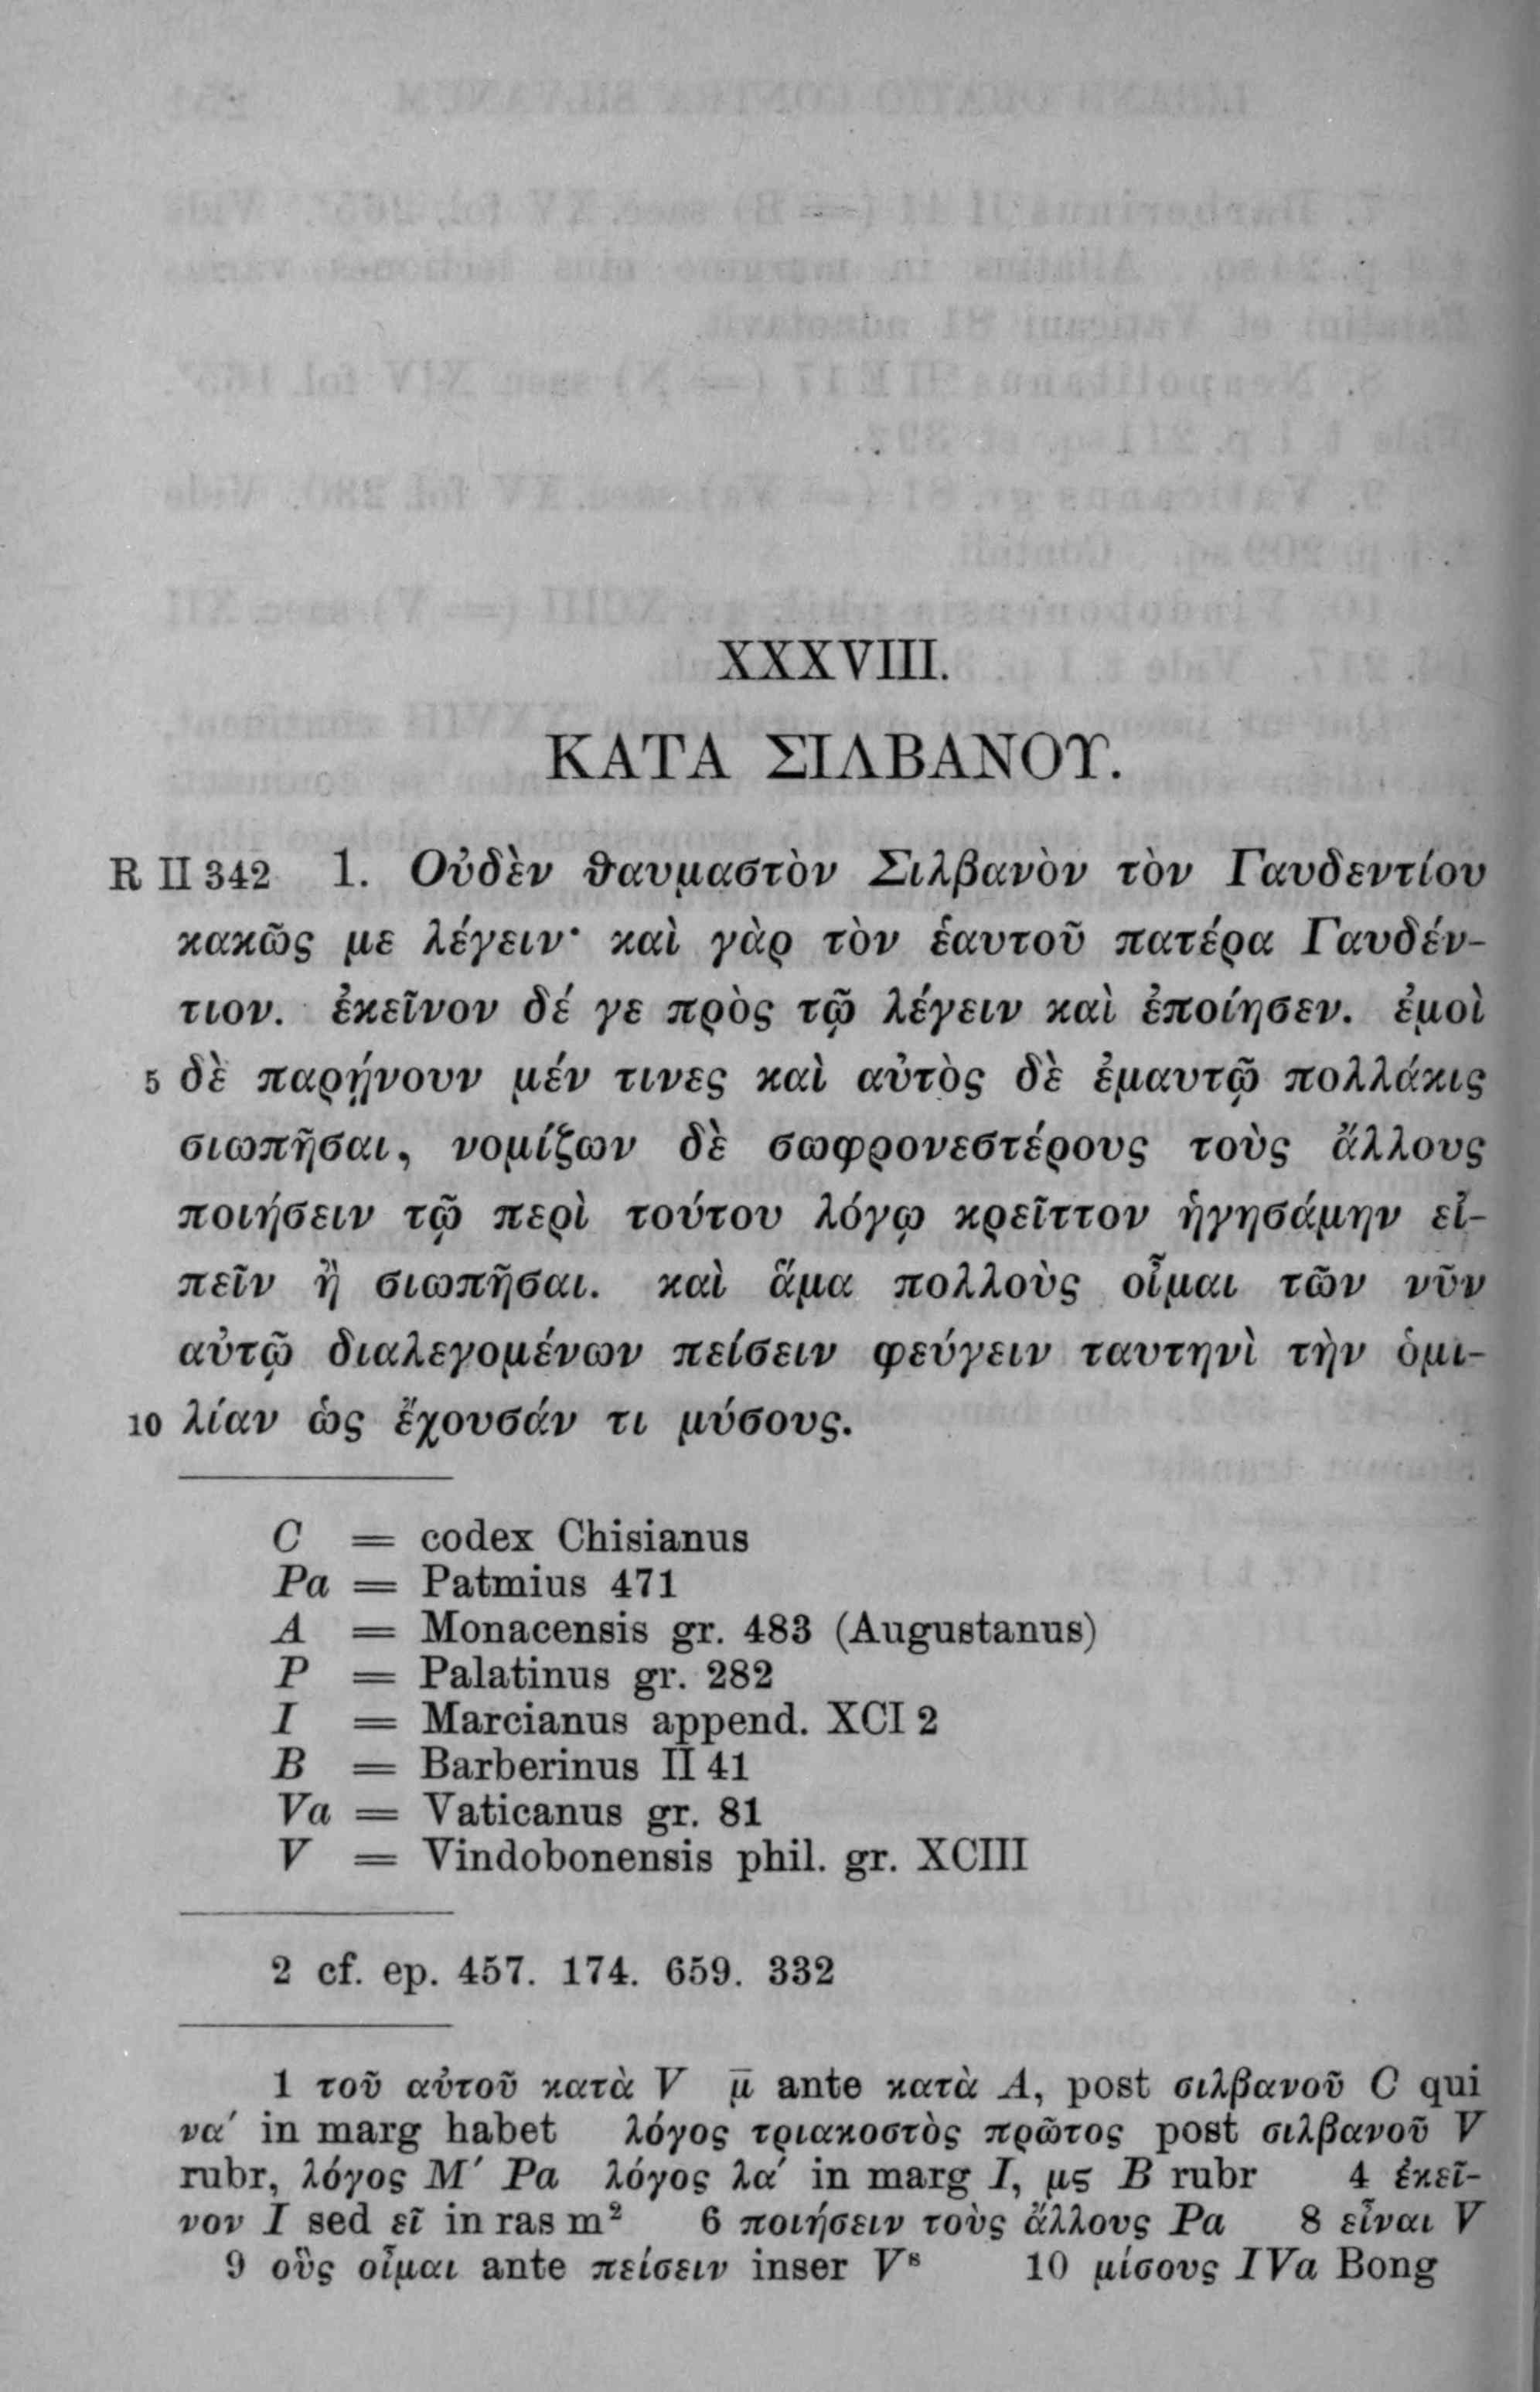 XXXVIII.
ΚΑΤΑ ΣΙΛΒΑΝΟΥ.
R II 342 1. Οὐδὲν θαυμαστὸν Σιλβανὸν τὸν Γαυδεντίου
κακῶς με λέγειν· καὶ γὰρ τὸν ἑαυτοῦ πατέρα Γαυδέν-
τιον. ἐκεῖνον δέ γε πρὸς τῷ λέγειν καὶ ἐποίησεν. ἐμοὶ
5 δὲ παρῄνουν μέν τινες καὶ αὐτὸς δὲ ἐμαυτῷ πολλάκις
σιωπῆσαι, νομίζων δὲ σωφρονεστέρους τοὺς ἄλλους
ποιήσειν τῷ περὶ τούτου λόγῳ κρεῖττον ἡγησάμην εἰ-
πεῖν ἢ σιωπῆσαι. καὶ ἅμα πολλοὺς οἶμαι τῶν νῦν
αὐτῷ διαλεγομένων πείσειν φεύγειν ταυτηνὶ τὴν ὁμι-
10 λίαν ὡς ἔχουσάν τι μύσους.
C = codex Chisianus
Pa = Patmius 471
A = Monacensis gr. 483 (Augustanus)
P = Palatinus gr. 282
I = Marcianus append. XCI 2
B = Barberinus II 41
Va = Vaticanus gr. 81
V = Vindobonensis phil. gr. XCIII
2 cf. ep. 457. 174. 659. 332
1 τοῦ αὐτοῦ κατὰ V μ̄ ante κατὰ A, post σιλβανοῦ C qui
να´ in marg habet λόγος τριακοστὸς πρῶτος post σιλβανοῦ V
rubr, λόγος Μ´ Pa λόγος λα´ in marg I, μς B rubr 4 ἐκεῖ-
νον I sed εῖ in ras m² 6 ποιήσειν τοὺς ἄλλους Pa 8 εἶναι V
9 οὓς οἶμαι ante πείσειν inser Vˢ 10 μίσους IVa Bong